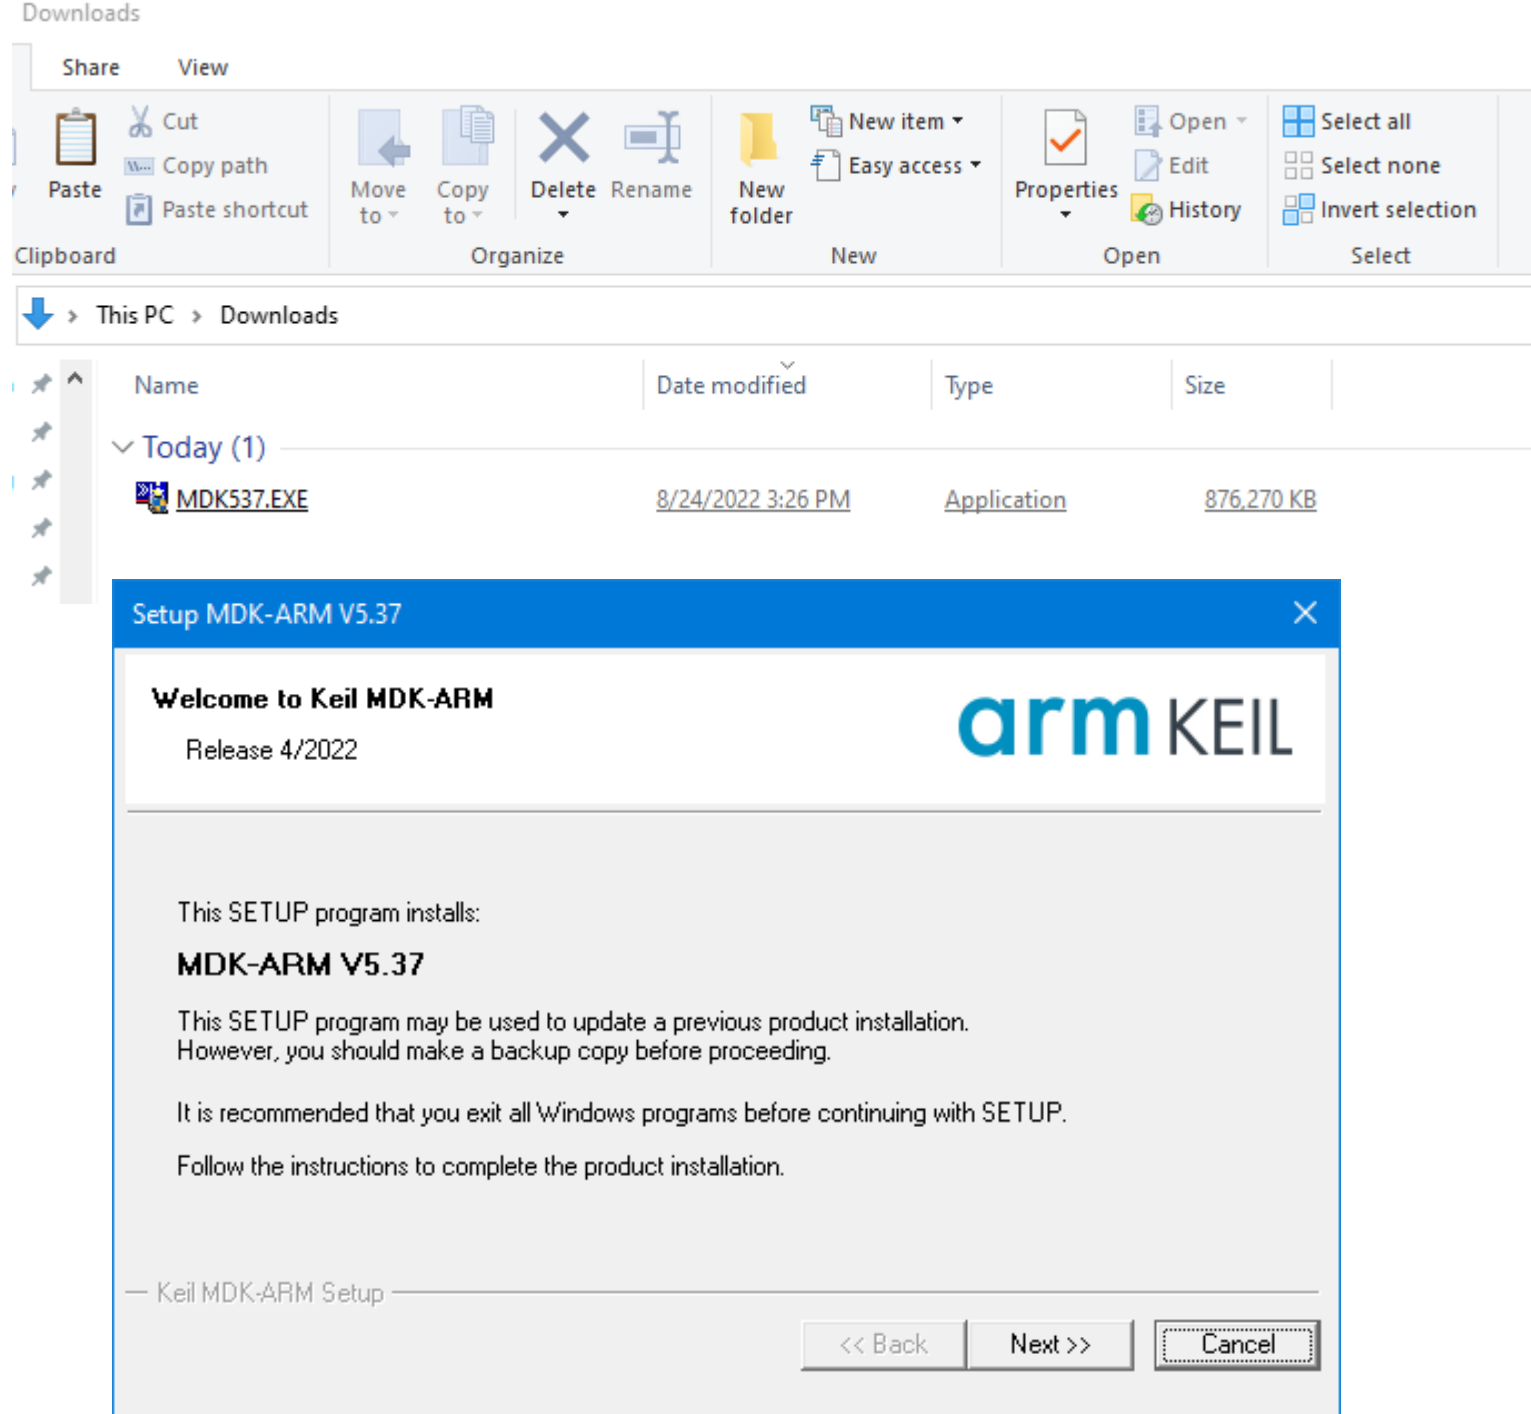 Downloads
Share View
Cut
Copy path
Paste shortcut
Paste
Move to
Copy to
Delete
Rename
New folder
New item
Easy access
Properties
Open
Edit
History
Select all
Select none
Invert selection
Clipboard Organize New Open Select
This PC > Downloads
Name Date modified Type Size
Today (1)
MDK537.EXE 8/24/2022 3:26 PM Application 876,270 KB
Setup MDK-ARM V5.37
Welcome to Keil MDK-ARM
Release 4/2022
arm KEIL
This SETUP program installs:
MDK-ARM V5.37
This SETUP program may be used to update a previous product installation.
However, you should make a backup copy before proceeding.
It is recommended that you exit all Windows programs before continuing with SETUP.
Follow the instructions to complete the product installation.
Keil MDK-ARM Setup
<< Back Next >> Cancel